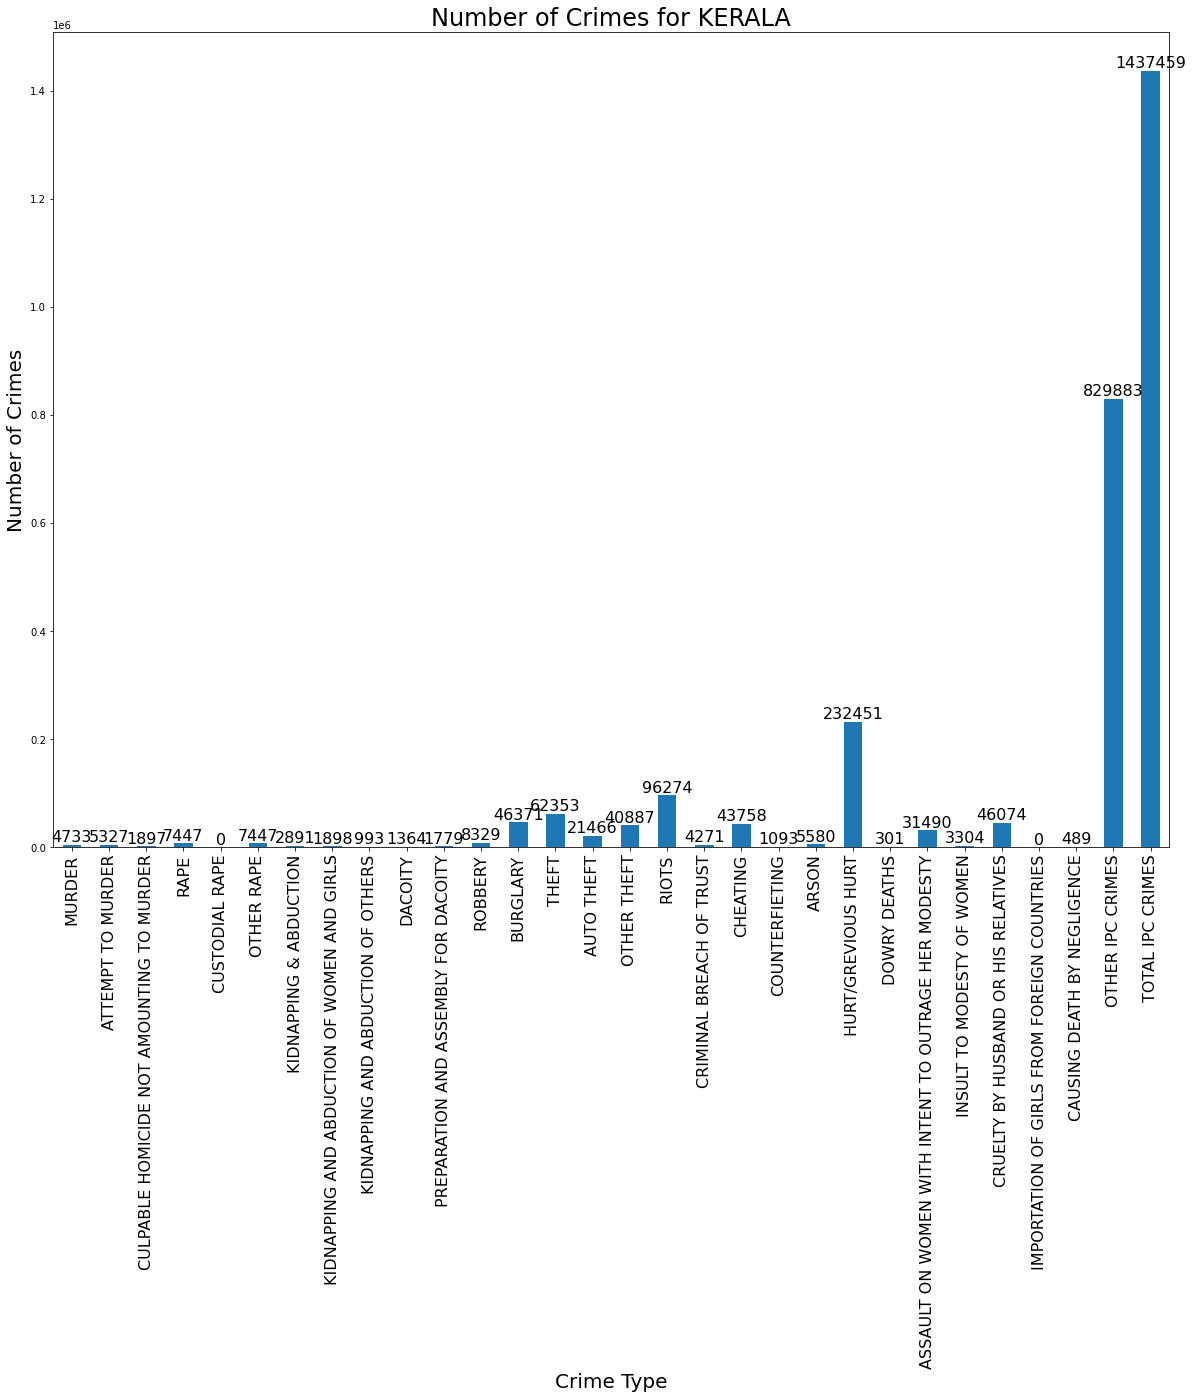 Number of Crimes for KERALA
1e6
1.4
1.2
1.0
0.8
0.6
0.4
0.2
0.0
Number of Crimes
4733
5327
1897
7447
0
7447
2891
1898
993
1364
1779
8329
46371
62353
21466
40887
96274
4271
43758
1093
5580
232451
301
31490
3304
46074
0
489
829883
1437459
MURDER
ATTEMPT TO MURDER
CULPABLE HOMICIDE NOT AMOUNTING TO MURDER
RAPE
CUSTODIAL RAPE
OTHER RAPE
KIDNAPPING & ABDUCTION
KIDNAPPING AND ABDUCTION OF WOMEN AND GIRLS
KIDNAPPING AND ABDUCTION OF OTHERS
DACOITY
PREPARATION AND ASSEMBLY FOR DACOITY
ROBBERY
BURGLARY
THEFT
AUTO THEFT
OTHER THEFT
RIOTS
CRIMINAL BREACH OF TRUST
CHEATING
COUNTERFIETING
ARSON
HURT/GREVIOUS HURT
DOWRY DEATHS
ASSAULT ON WOMEN WITH INTENT TO OUTRAGE HER MODESTY
INSULT TO MODESTY OF WOMEN
CRUELTY BY HUSBAND OR HIS RELATIVES
IMPORTATION OF GIRLS FROM FOREIGN COUNTRIES
CAUSING DEATH BY NEGLIGENCE
OTHER IPC CRIMES
TOTAL IPC CRIMES
Crime Type